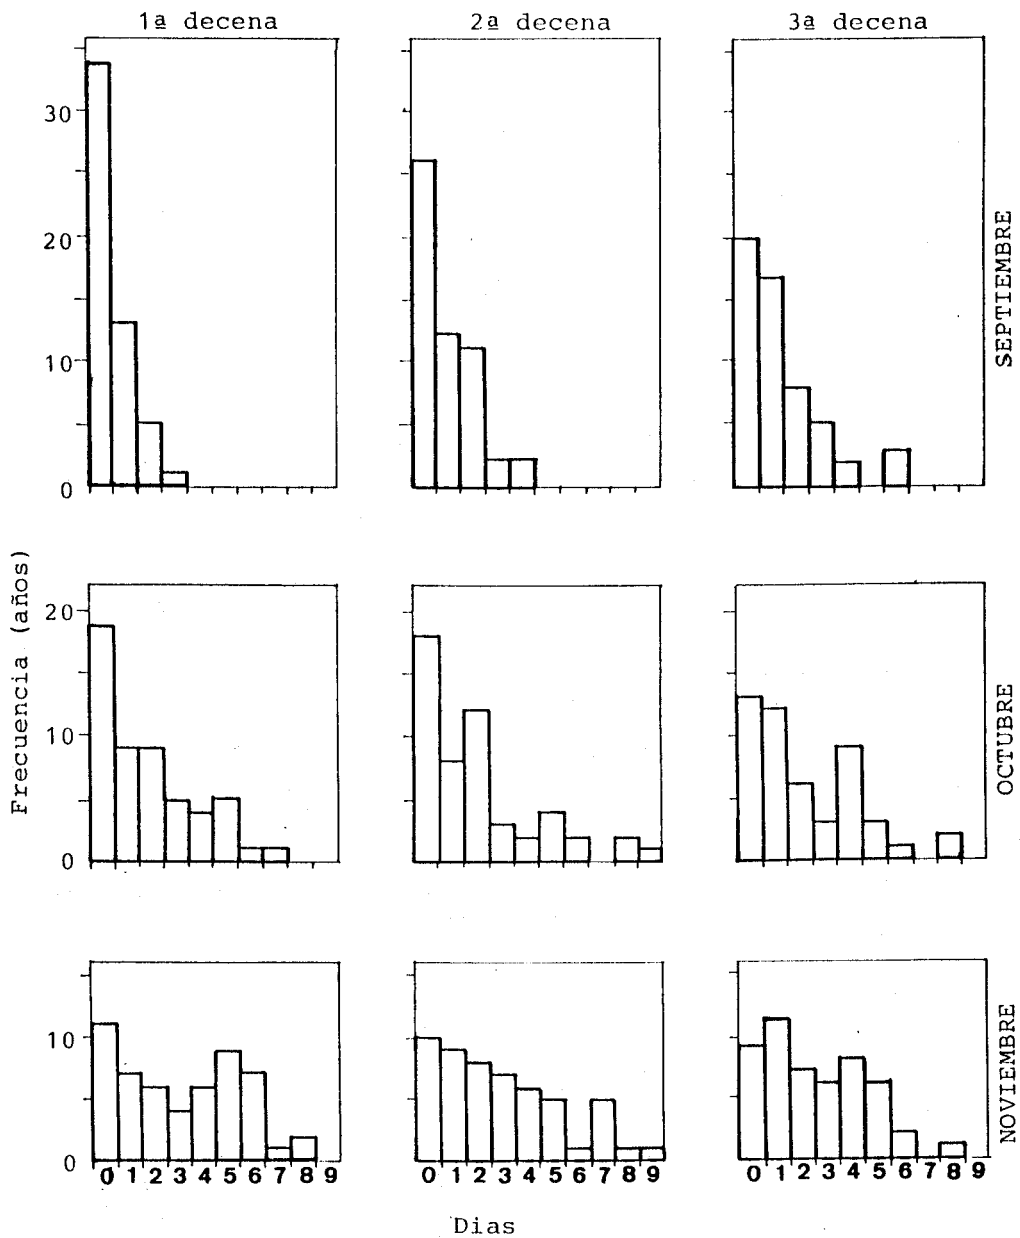 1ª decena
2ª decena
3ª decena
30
20
10
0
SEPTIEMBRE
Frecuencia (años)
20
10
0
OCTUBRE
10
0
NOVIEMBRE
0 1 2 3 4 5 6 7 8 9
0 1 2 3 4 5 6 7 8 9
0 1 2 3 4 5 6 7 8 9
Dias